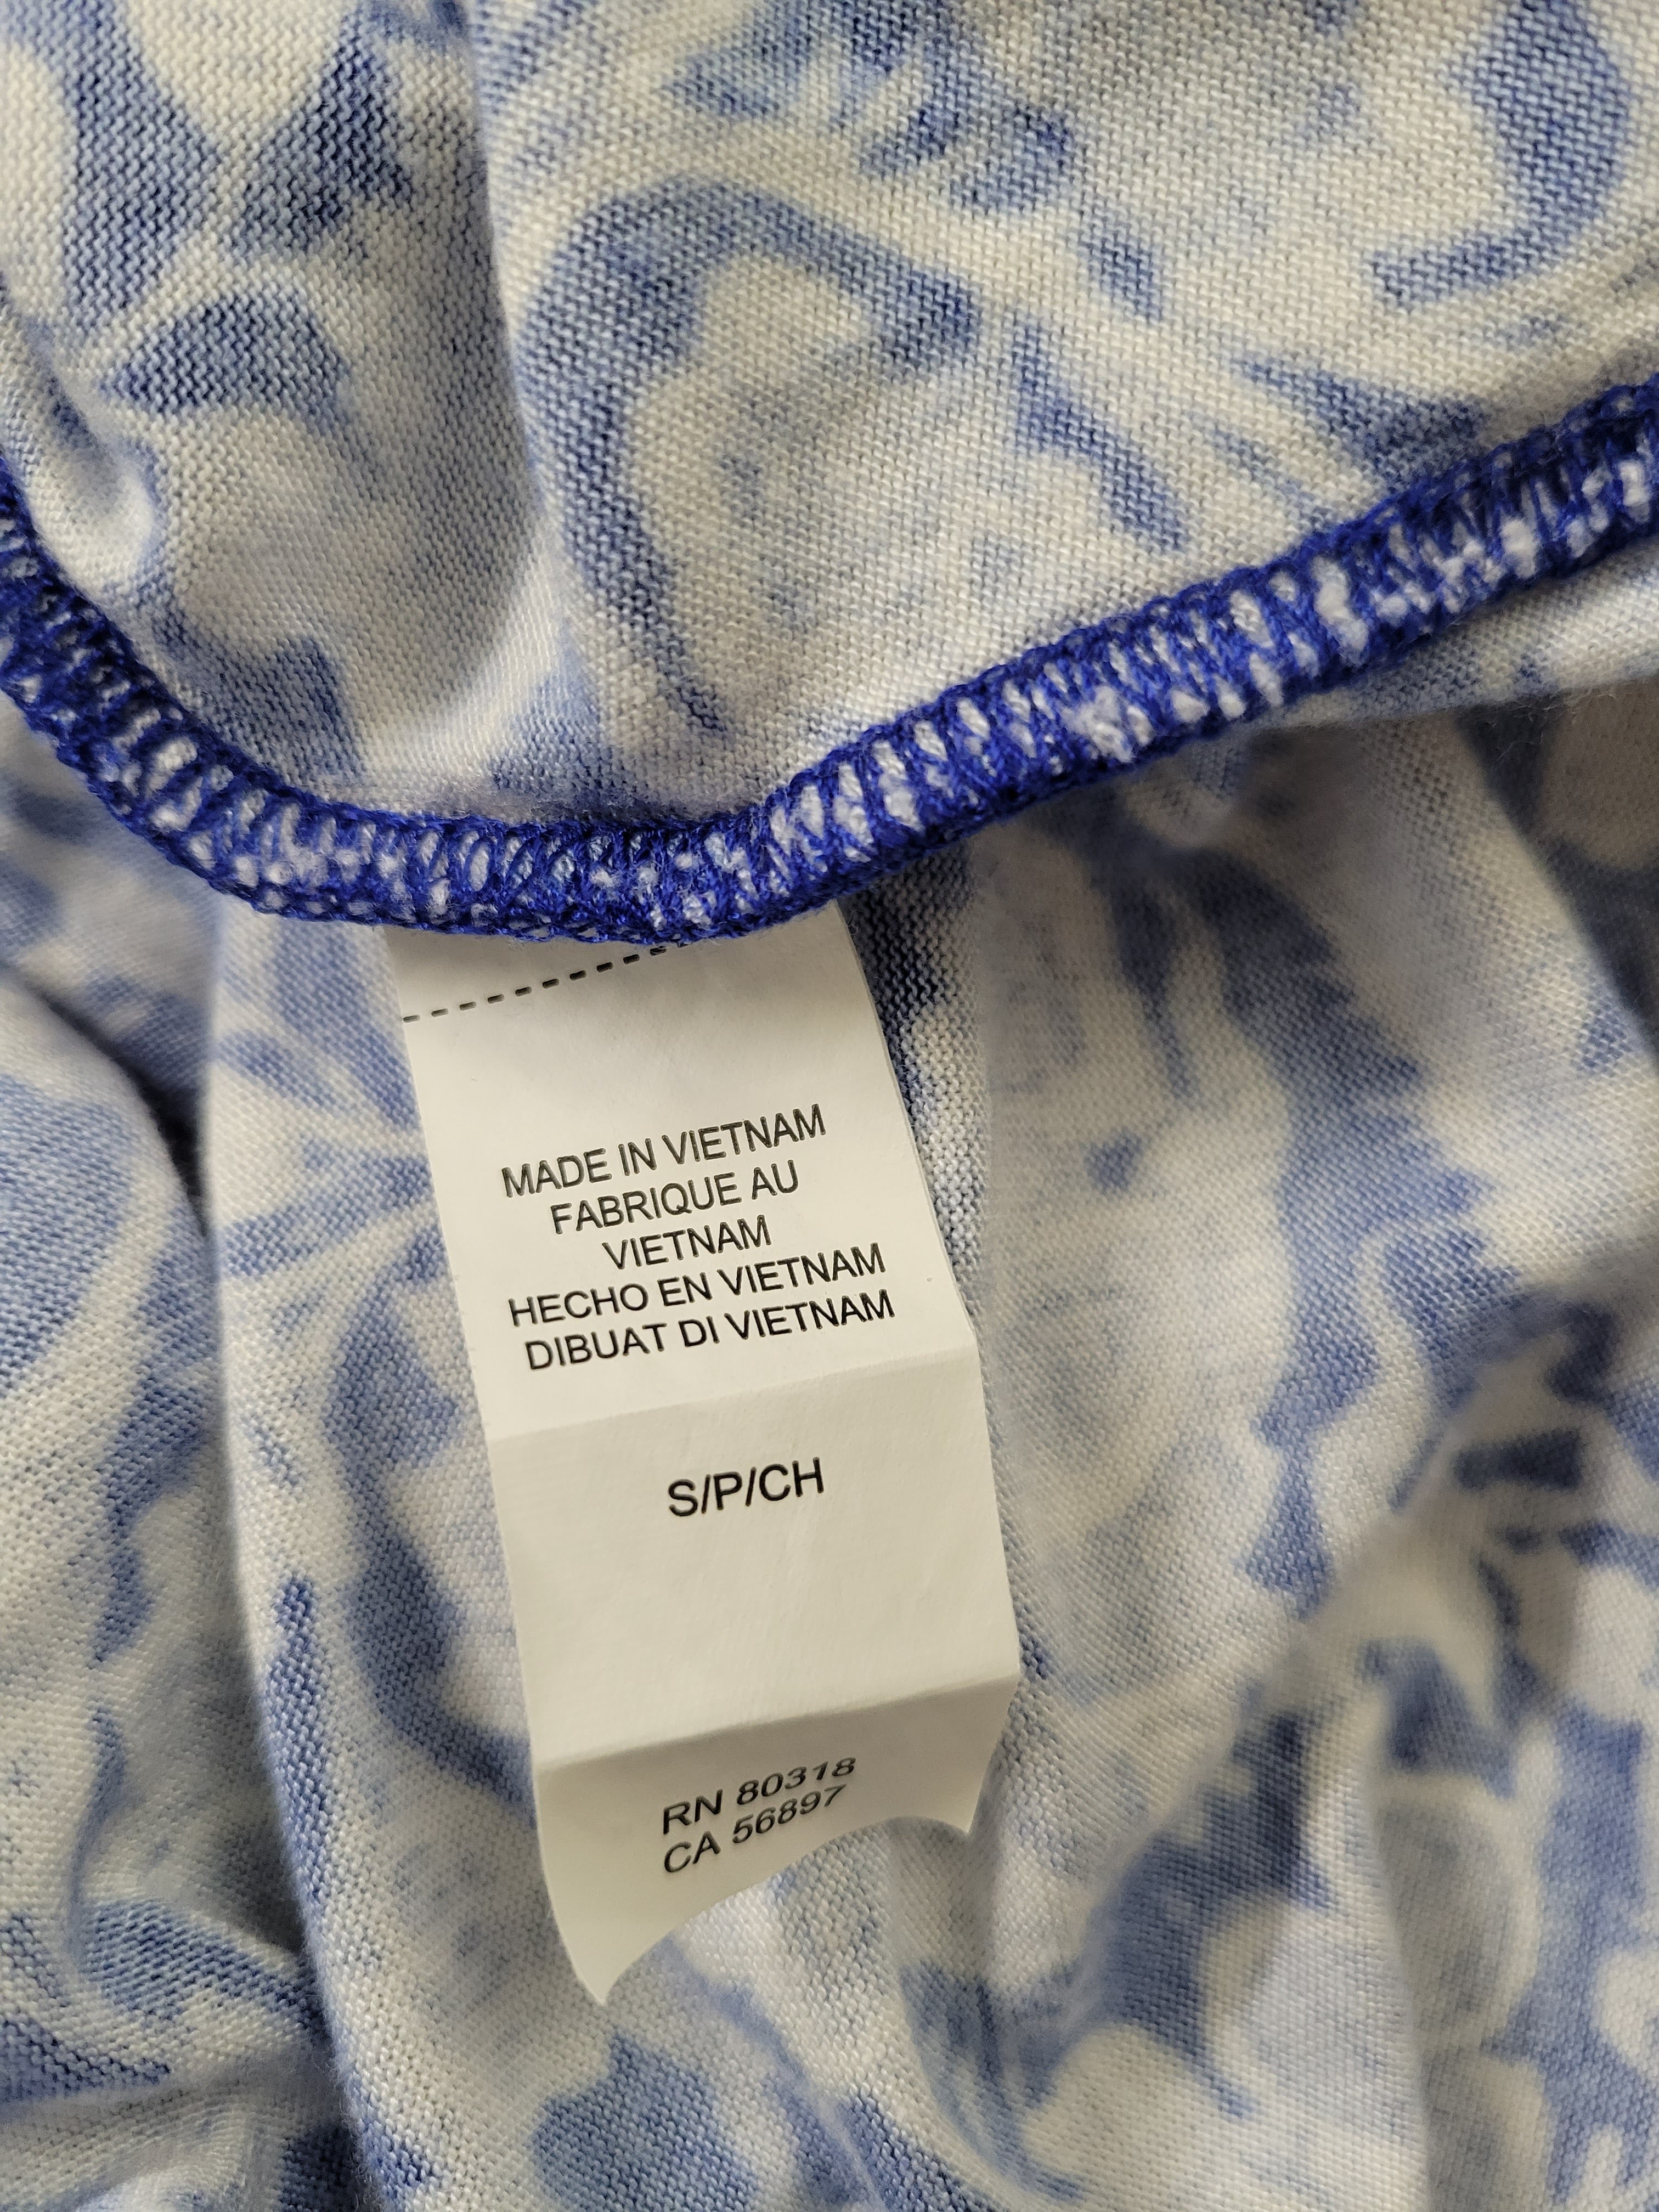 MADE IN VIETNAM
FABRIQUE AU
VIETNAM
HECHO EN VIETNAM
DIBUAT DI VIETNAM
S/P/CH
RN 80318
CA 56897